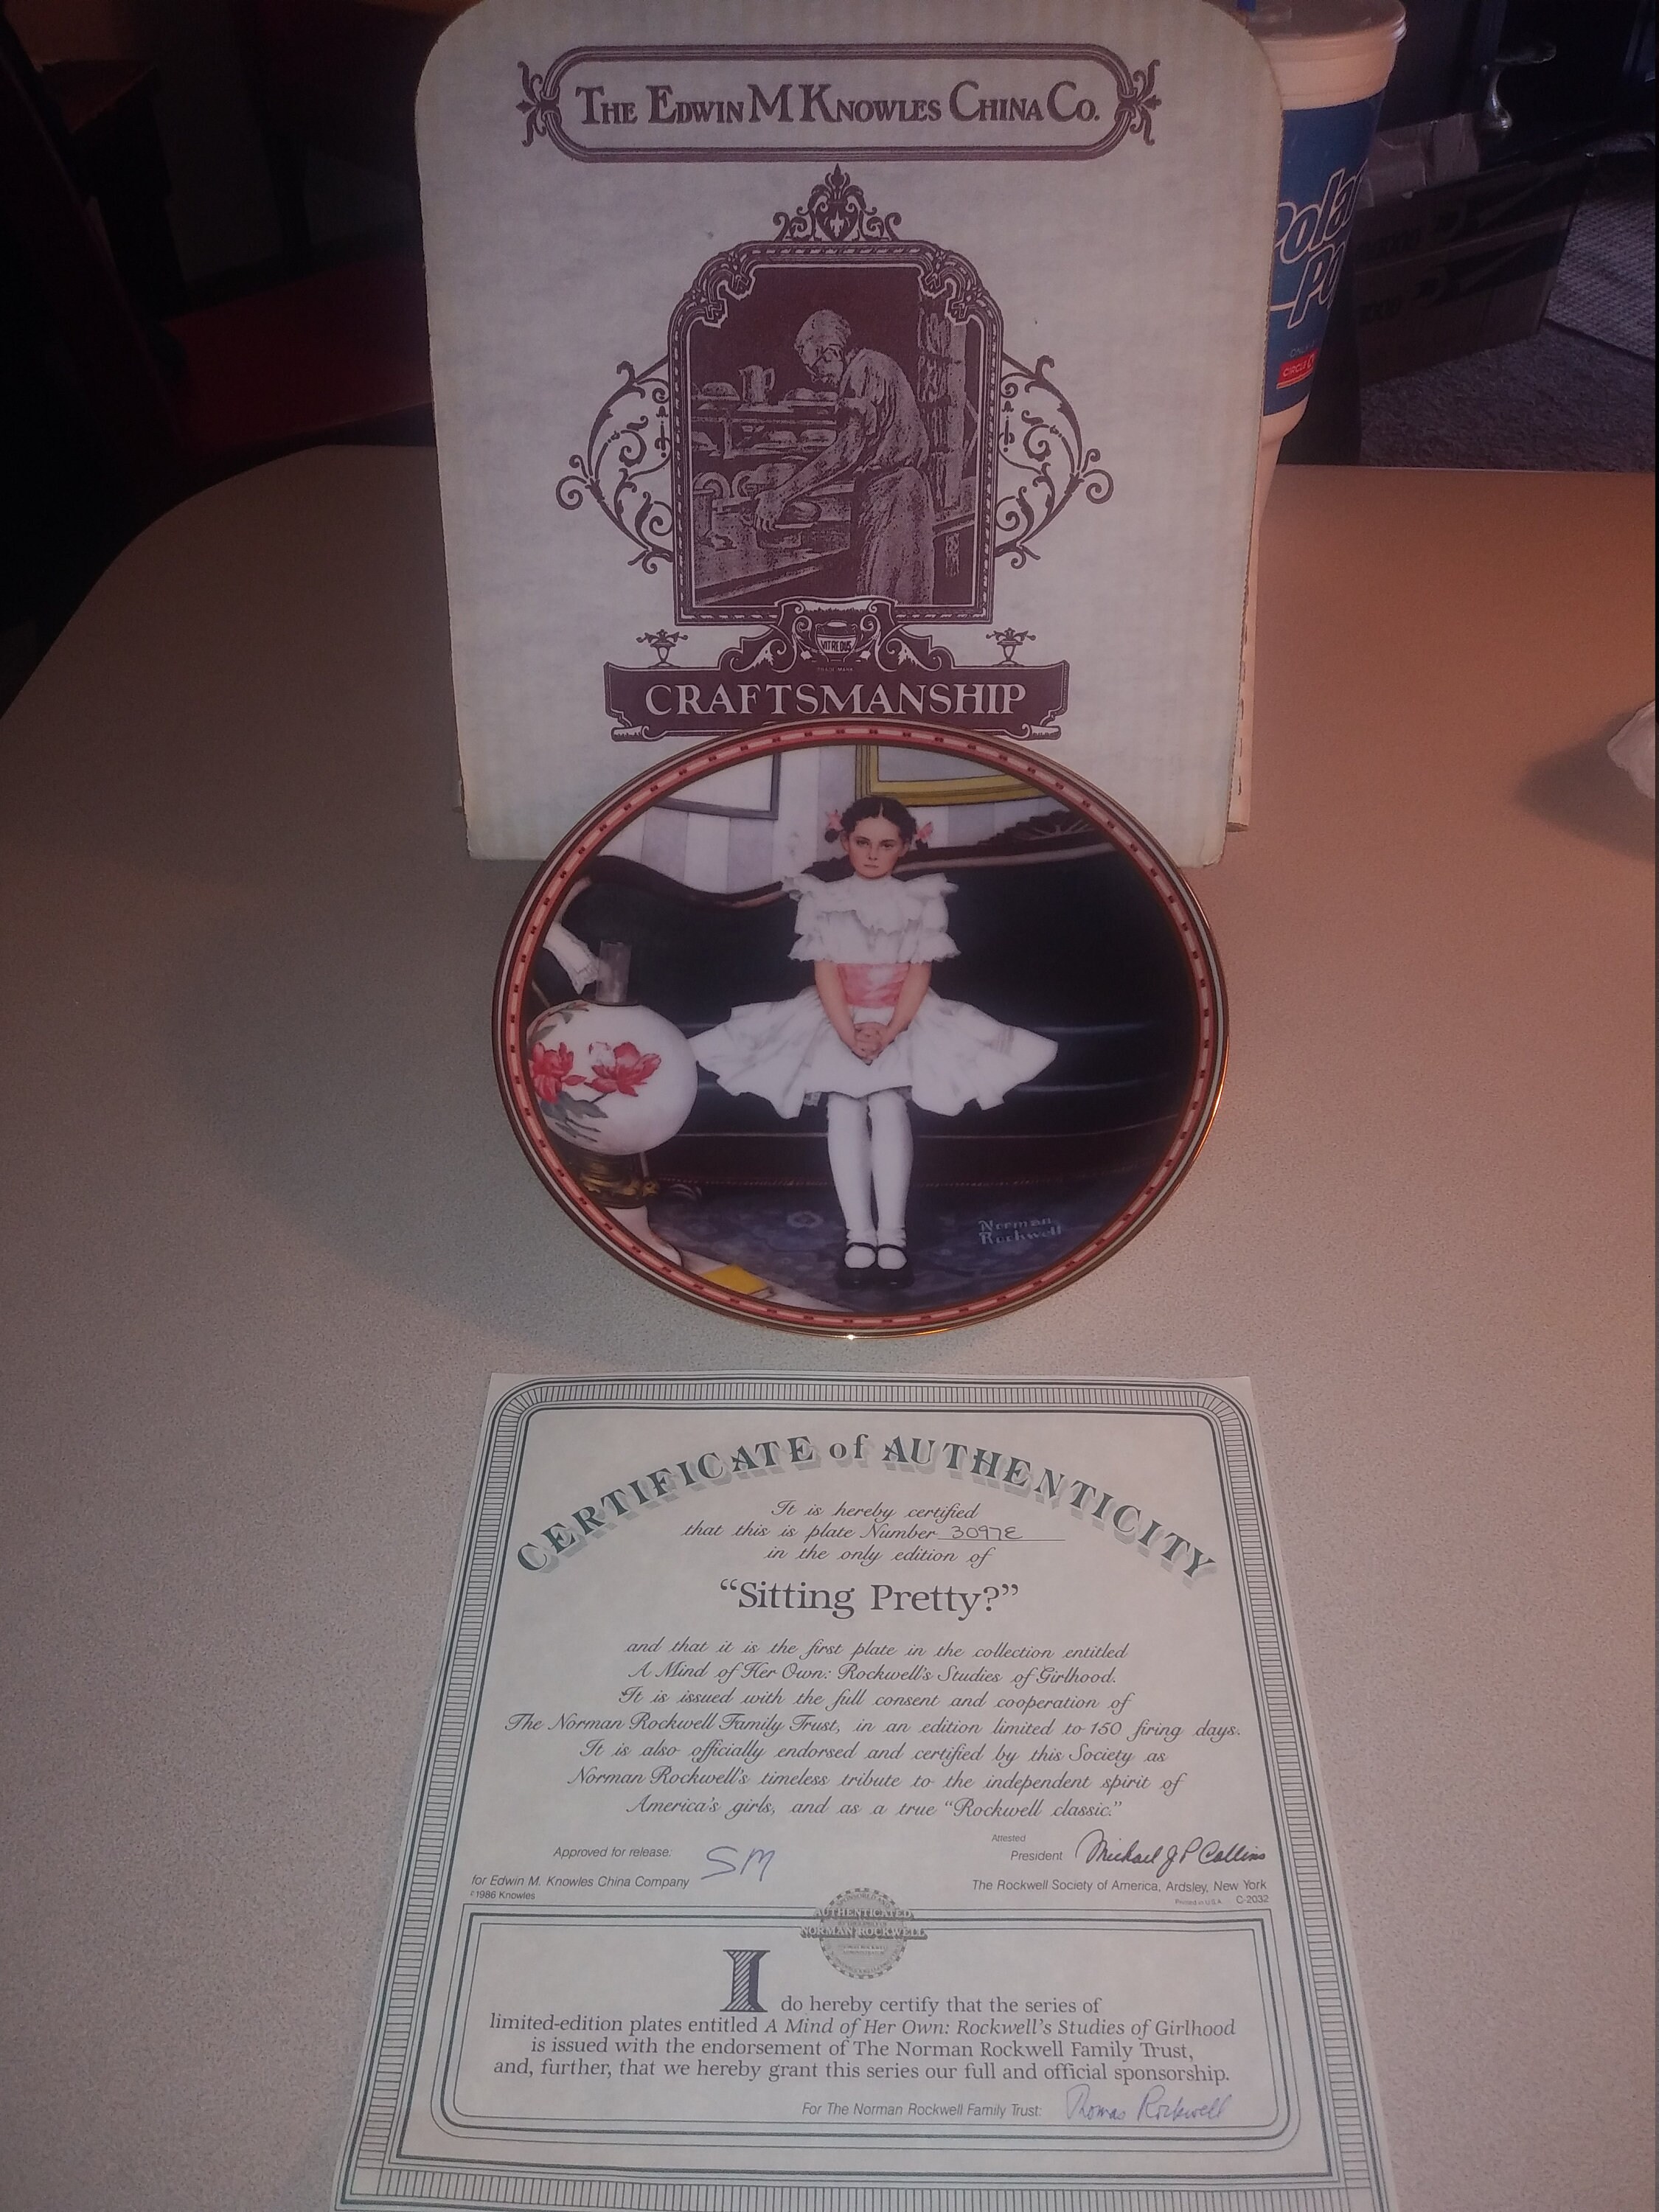 THE EDWIN M KNOWLES CHINA CO.
VITREOUS
TRADE MARK
CRAFTSMANSHIP
Pola
Po
ONLY
CIRCLE
Norman
Rockwell
CERTIFICATE of AUTHENTICITY
It is hereby certified
that this is plate Number 3097E
in the only edition of
“Sitting Pretty?”
and that it is the first plate in the collection entitled
A Mind of Her Own: Rockwell's Studies of Girlhood.
It is issued with the full consent and cooperation of
The Norman Rockwell Family Trust, in an edition limited to 150 firing days.
It is also officially endorsed and certified by this Society as
Norman Rockwell's timeless tribute to the independent spirit of
America's girls, and as a true “Rockwell classic.”
Approved for release: SM
for Edwin M. Knowles China Company
©1986 Knowles
Attested
President Michael J P Collins
The Rockwell Society of America, Ardsley, New York
Printed in U.S.A. C-2032
AUTHENTICATED
NORMAN ROCKWELL
I do hereby certify that the series of
limited-edition plates entitled A Mind of Her Own: Rockwell's Studies of Girlhood
is issued with the endorsement of The Norman Rockwell Family Trust,
and, further, that we hereby grant this series our full and official sponsorship.
For The Norman Rockwell Family Trust: Thomas Rockwell